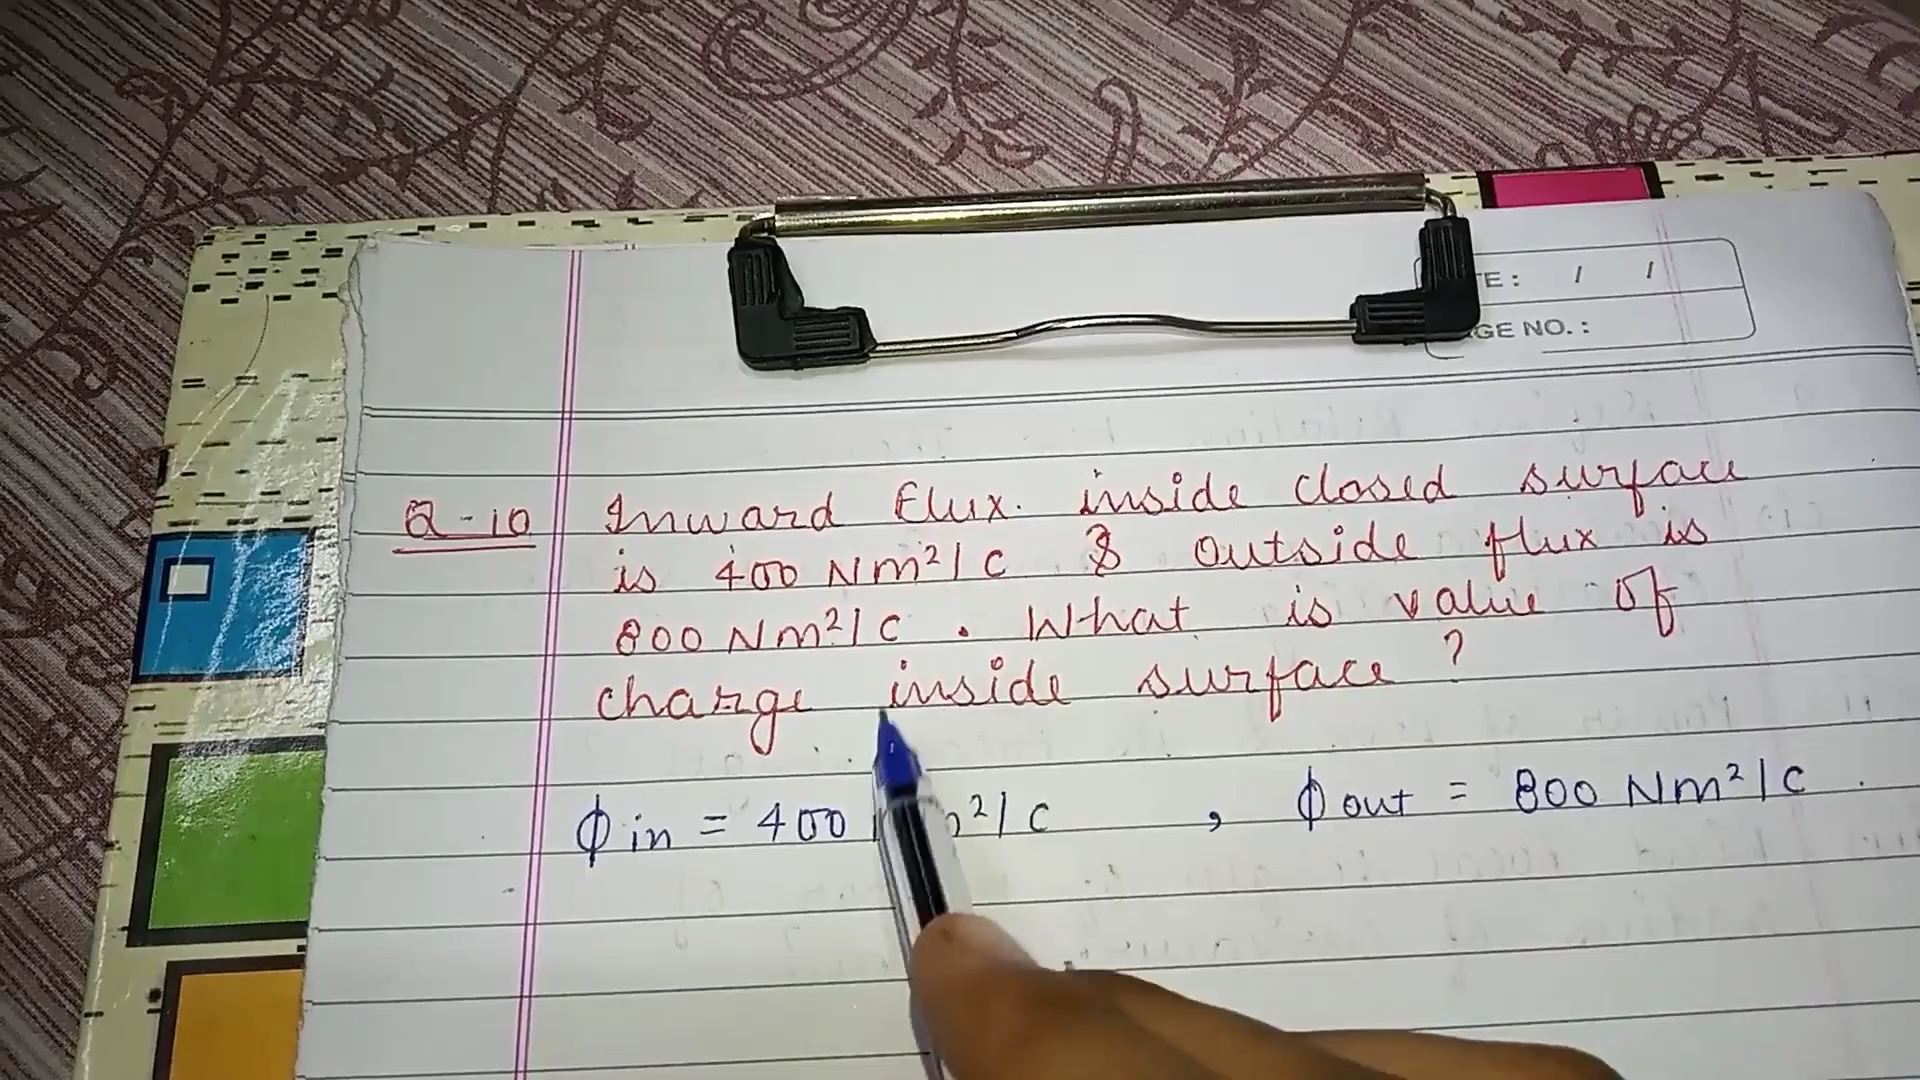 TE: / /
GE NO. :
Q-10 Inward flux. inside closed surface
is 400 Nm²/C & outside flux is
800 Nm²/C . What is value of
charge inside surface ?
ϕ in = 400 m²/C , ϕ out = 800 Nm²/C .